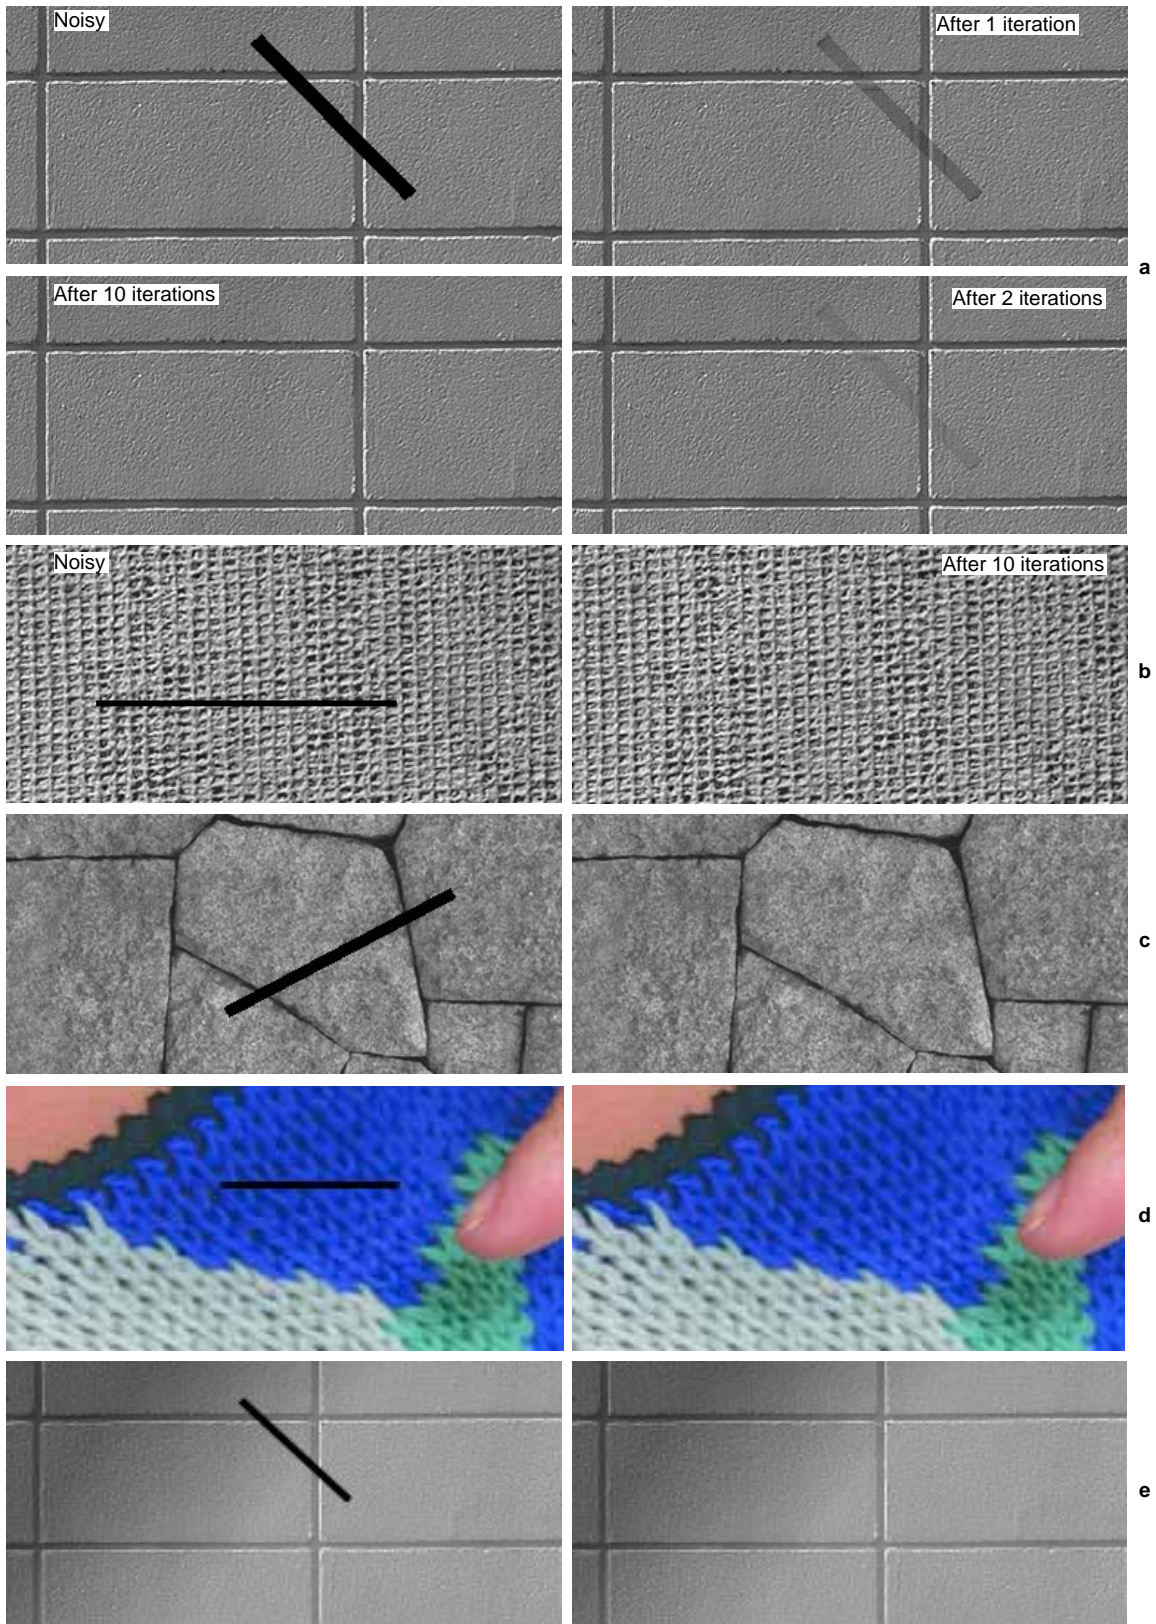 Noisy
After 1 iteration
a
After 10 iterations
After 2 iterations
Noisy
After 10 iterations
b
c
d
e